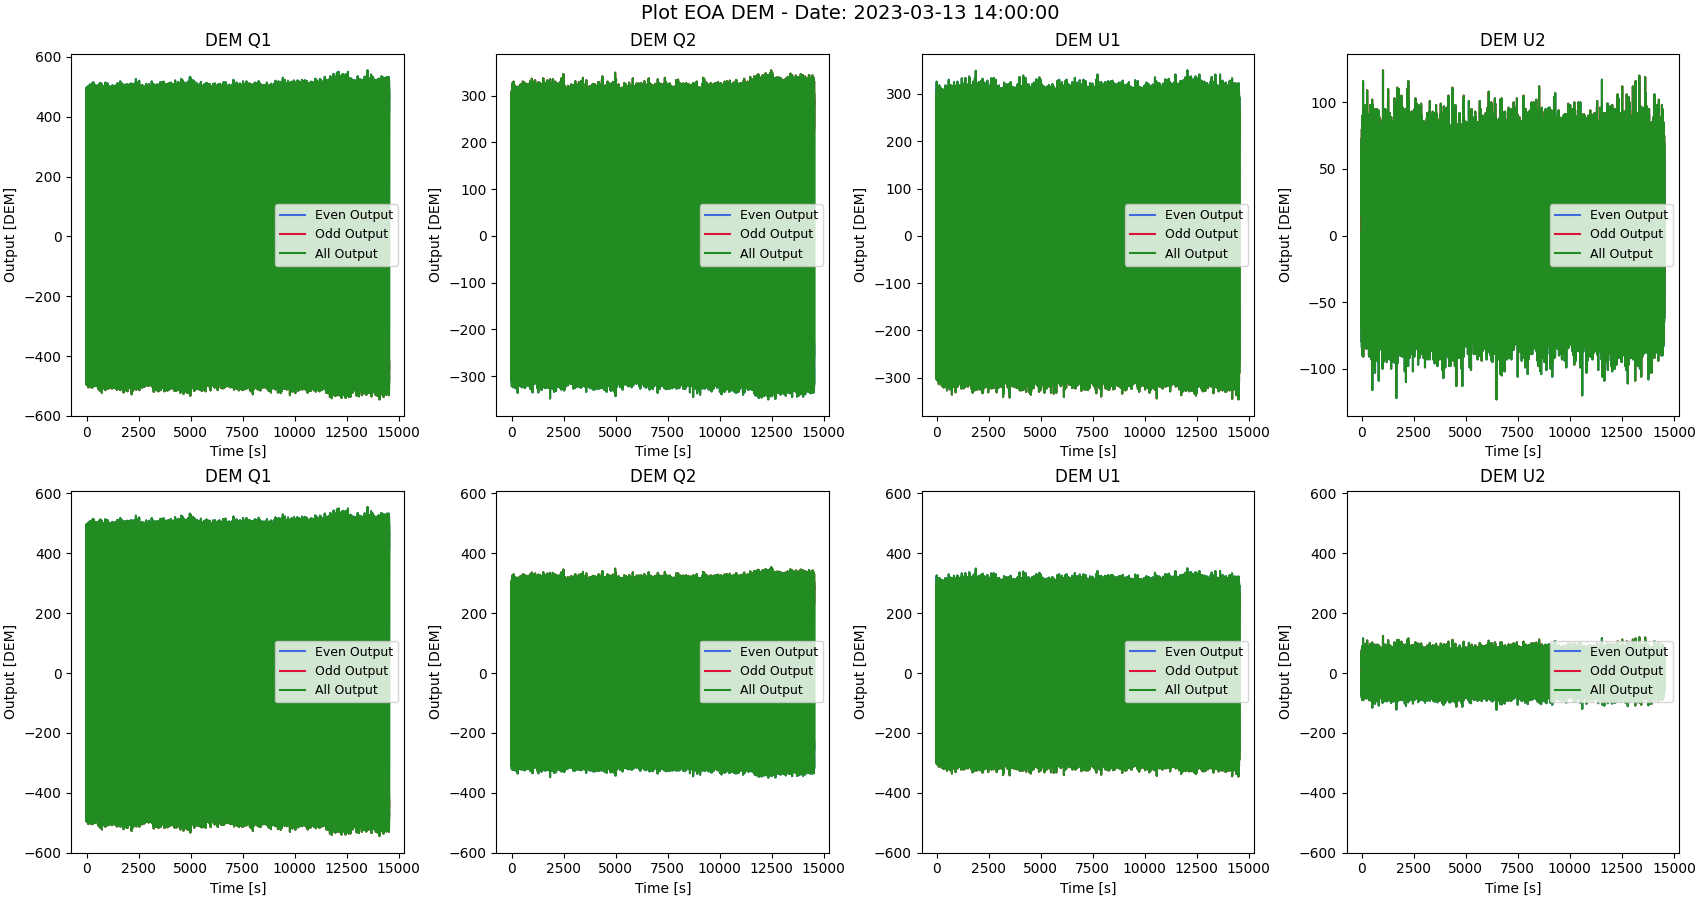 Plot EOA DEM - Date: 2023-03-13 14:00:00
DEM Q1
Output [DEM]
600
400
200
0
−200
−400
−600
Even Output
Odd Output
All Output
0 2500 5000 7500 10000 12500 15000
Time [s]
DEM Q2
Output [DEM]
300
200
100
0
−100
−200
−300
Even Output
Odd Output
All Output
0 2500 5000 7500 10000 12500 15000
Time [s]
DEM U1
Output [DEM]
300
200
100
0
−100
−200
−300
Even Output
Odd Output
All Output
0 2500 5000 7500 10000 12500 15000
Time [s]
DEM U2
Output [DEM]
100
50
0
−50
−100
Even Output
Odd Output
All Output
0 2500 5000 7500 10000 12500 15000
Time [s]
DEM Q1
Output [DEM]
600
400
200
0
−200
−400
−600
Even Output
Odd Output
All Output
0 2500 5000 7500 10000 12500 15000
Time [s]
DEM Q2
Output [DEM]
600
400
200
0
−200
−400
−600
Even Output
Odd Output
All Output
0 2500 5000 7500 10000 12500 15000
Time [s]
DEM U1
Output [DEM]
600
400
200
0
−200
−400
−600
Even Output
Odd Output
All Output
0 2500 5000 7500 10000 12500 15000
Time [s]
DEM U2
Output [DEM]
600
400
200
0
−200
−400
−600
Even Output
Odd Output
All Output
0 2500 5000 7500 10000 12500 15000
Time [s]